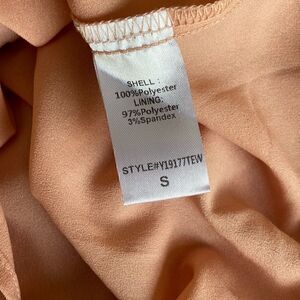 SHELL :
100%Polyester
LINING:
97%Polyester
3%Spandex
STYLE#Y19177TEW
S